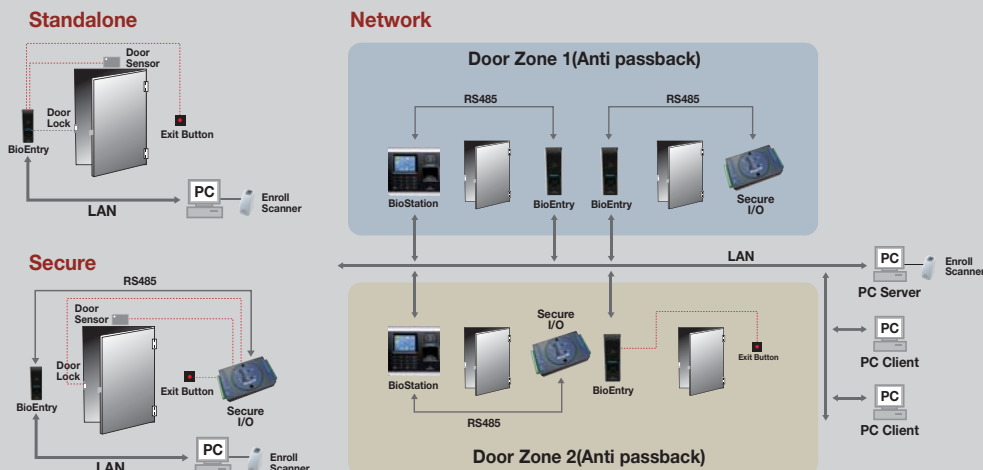 Standalone
Door
Sensor
Door
Lock
BioEntry
Exit Button
LAN
PC
Enroll
Scanner
Secure
RS485
Door
Sensor
Door
Lock
BioEntry
Exit Button
Secure
I/O
LAN
PC
Enroll
Scanner
Network
Door Zone 1(Anti passback)
RS485
RS485
BioStation
BioEntry
BioEntry
Secure
I/O
LAN
PC
Enroll
Scanner
PC Server
Secure
I/O
BioStation
BioEntry
Exit Button
RS485
Door Zone 2(Anti passback)
PC
PC Client
PC
PC Client